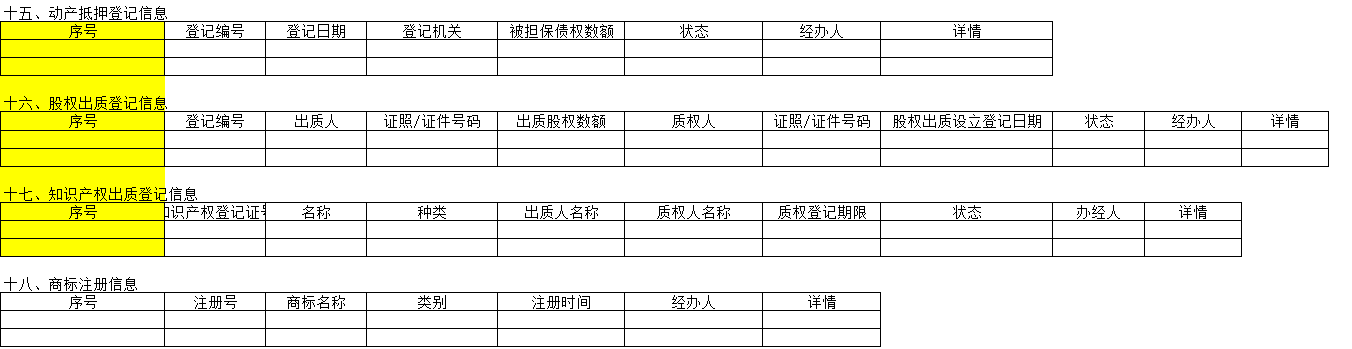 十五、动产抵押登记信息
序号 登记编号 登记日期 登记机关 被担保债权数额 状态 经办人 详情
十六、股权出质登记信息
序号 登记编号 出质人 证照/证件号码 出质股权数额 质权人 证照/证件号码 股权出质设立登记日期 状态 经办人 详情
十七、知识产权出质登记信息
序号 识产权登记证 名称 种类 出质人名称 质权人名称 质权登记期限 状态 办经人 详情
十八、商标注册信息
序号 注册号 商标名称 类别 注册时间 经办人 详情